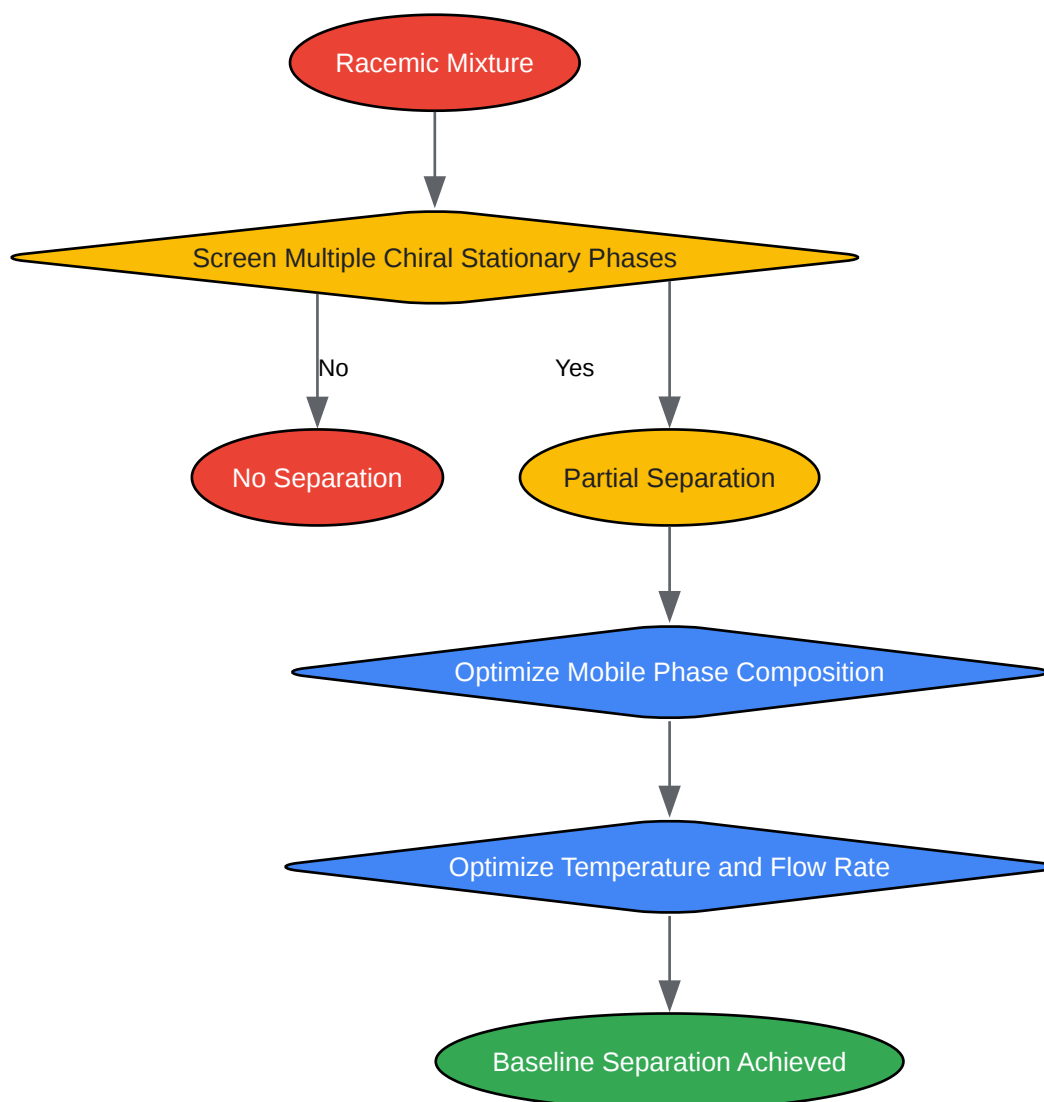 Racemic Mixture
Screen Multiple Chiral Stationary Phases
No
Yes
No Separation
Partial Separation
Optimize Mobile Phase Composition
Optimize Temperature and Flow Rate
Baseline Separation Achieved